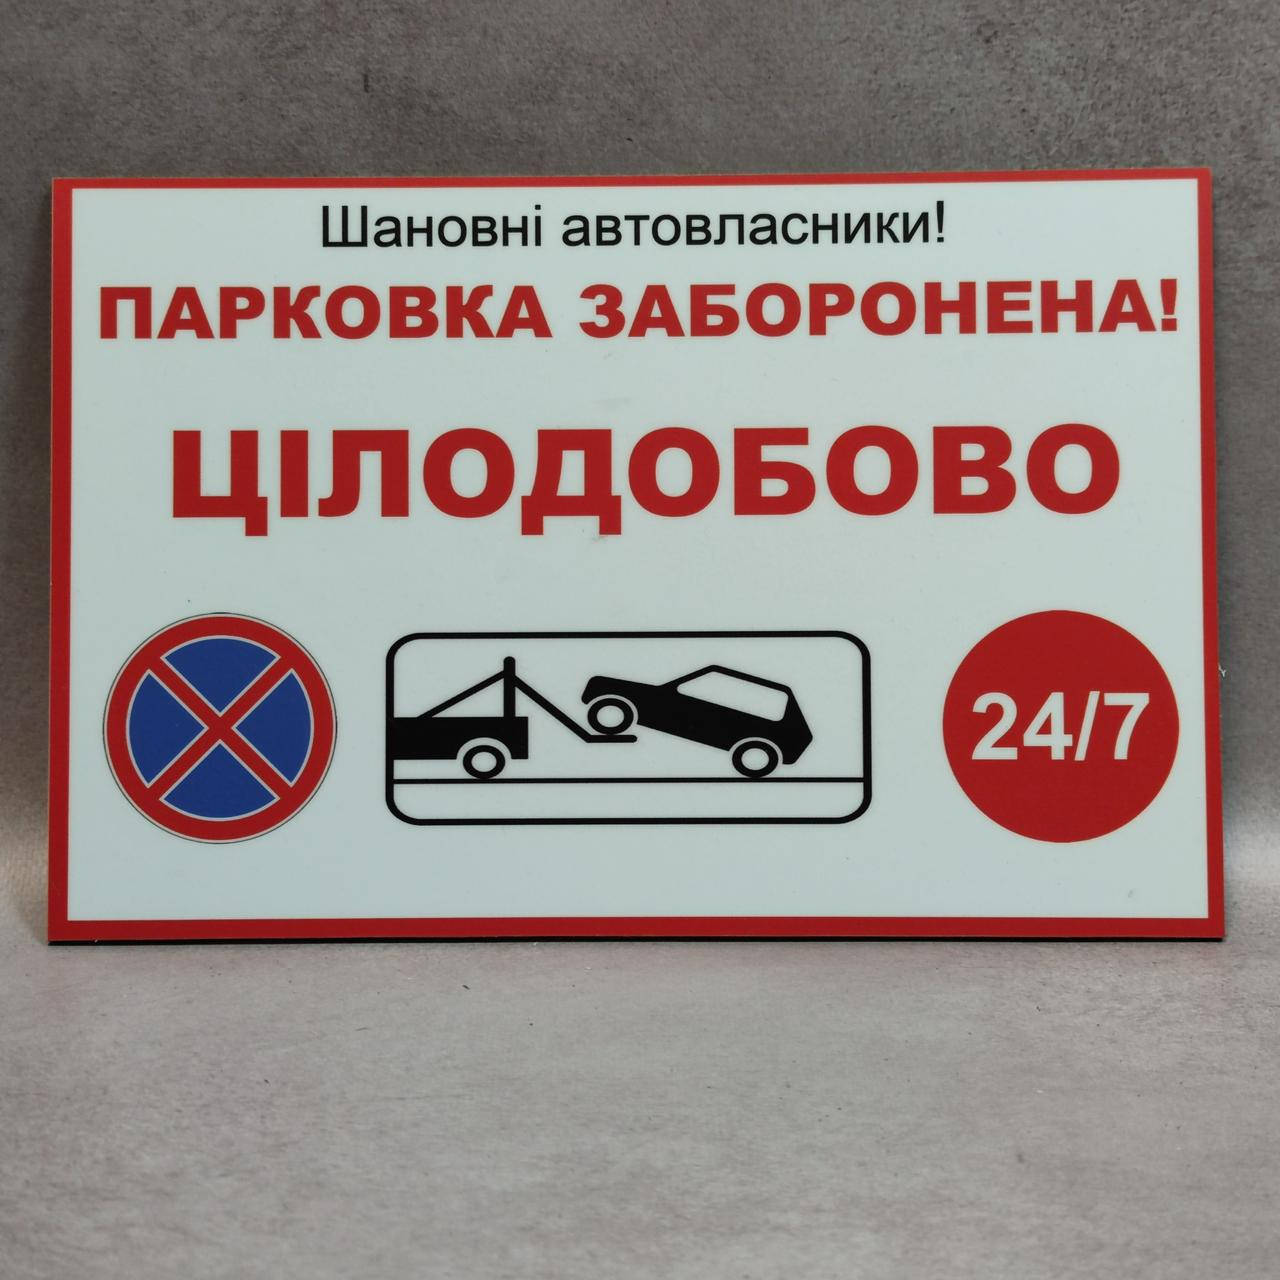 Шановні автовласники!
ПАРКОВКА ЗАБОРОНЕНА!
ЦІЛОДОБОВО
24/7